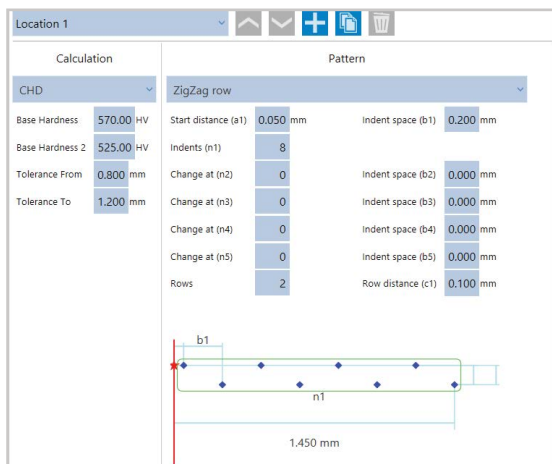 Location 1
Calculation
Pattern
CHD
ZigZag row
Base Hardness 570.00 HV
Start distance (a1) 0.050 mm
Indent space (b1) 0.200 mm
Base Hardness 2 525.00 HV
Indents (n1) 8
Tolerance From 0.800 mm
Change at (n2) 0
Indent space (b2) 0.000 mm
Tolerance To 1.200 mm
Change at (n3) 0
Indent space (b3) 0.000 mm
Change at (n4) 0
Indent space (b4) 0.000 mm
Change at (n5) 0
Indent space (b5) 0.000 mm
Rows 2
Row distance (c1) 0.100 mm
b1
n1
1.450 mm